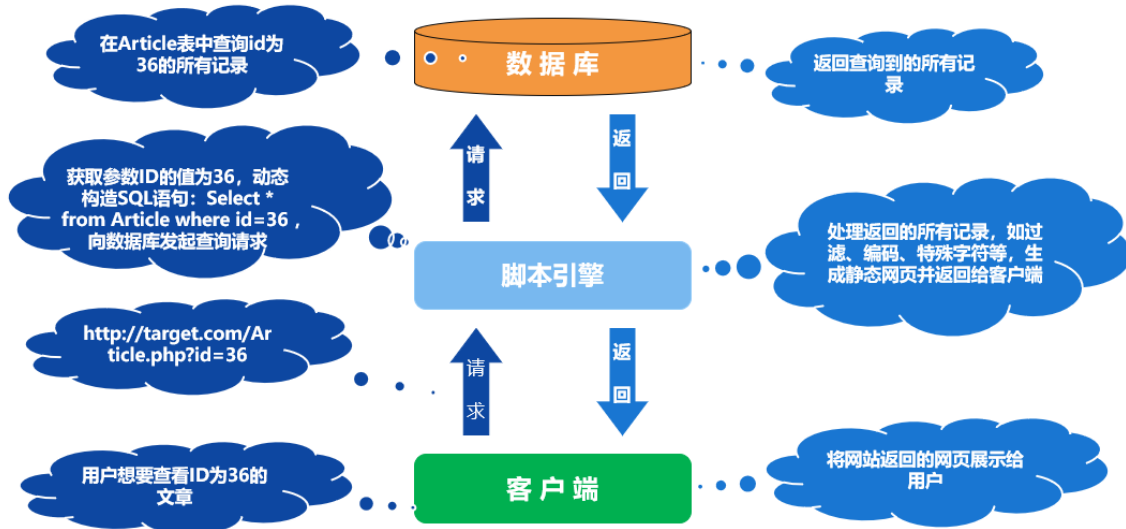 在Article表中查询id为
36的所有记录
数据库
返回查询到的所有记
录
请求
返回
获取参数ID的值为36，动态
构造SQL语句：Select *
from Article where id=36，
向数据库发起查询请求
脚本引擎
处理返回的所有记录，如过
滤、编码、特殊字符等，生
成静态网页并返回给客户端
http://target.com/Ar
ticle.php?id=36
请求
返回
用户想要查看ID为36的
文章
客户端
将网站返回的网页展示给
用户